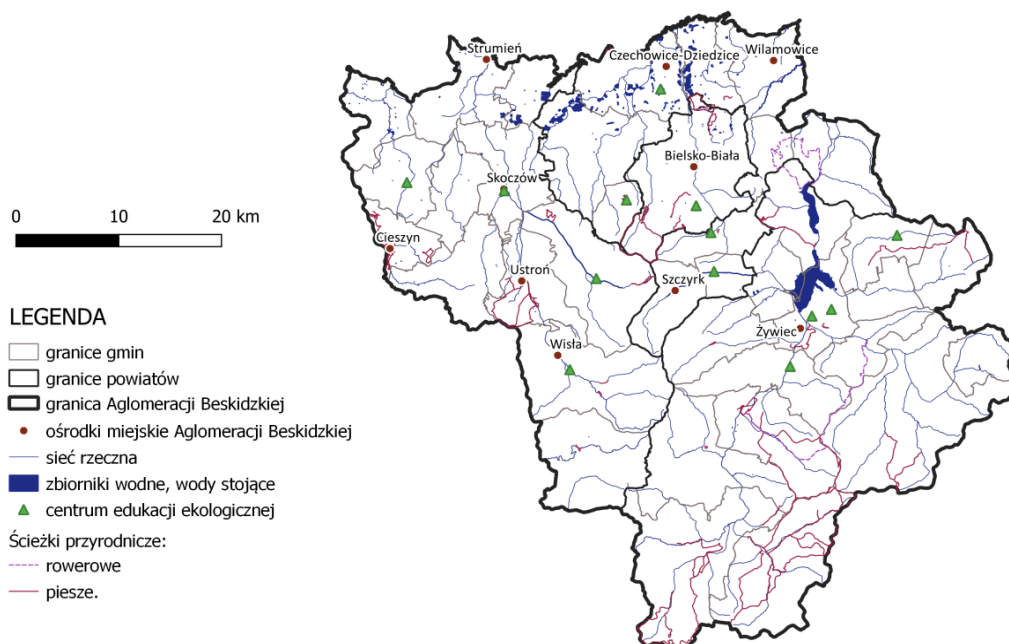 Strumień
Czechowice-Dziedzice
Wilamowice
Bielsko-Biała
Skoczów
0 10 20 km
Cieszyn
Ustroń
Szczyrk
Żywiec
Wisła
LEGENDA
granice gmin
granice powiatów
granica Aglomeracji Beskidzkiej
ośrodki miejskie Aglomeracji Beskidzkiej
sieć rzeczna
zbiorniki wodne, wody stojące
centrum edukacji ekologicznej
Ścieżki przyrodnicze:
rowerowe
piesze.